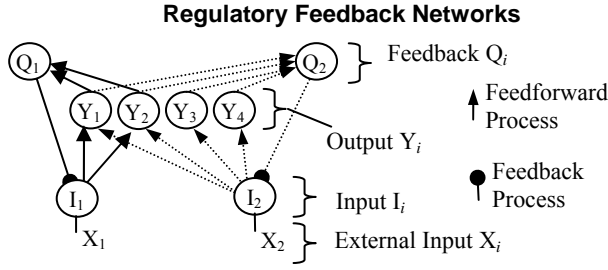 Regulatory Feedback Networks
Q1
Q2
Feedback Qi
Y1
Y2
Y3
Y4
Output Yi
Feedforward
Process
Feedback
Process
I1
I2
Input Ii
X1
X2
External Input Xi